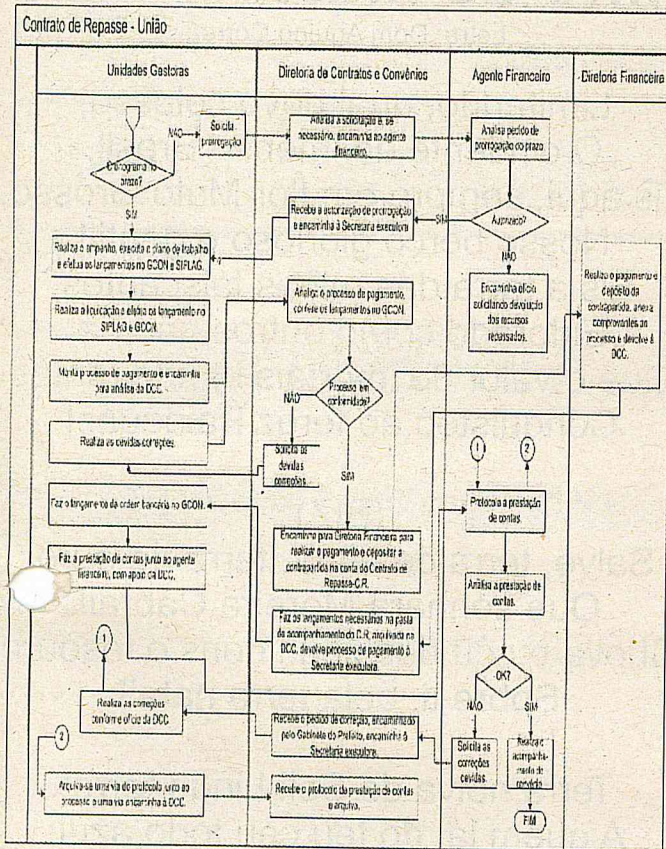 Contrato de Repasse - União
Unidades Gestoras
Diretoria de Contratos e Convênios
Agente Financeiro
Diretoria Financeira
Cronograma no
prazo?
NÃO
SIM
Solicita
prorrogação
Analisa a solicitação e, se
necessário, encaminha ao agente
financeiro.
Analisa pedido de
prorrogação do prazo.
Autorizado?
SIM
NÃO
Recebe a autorização de prorrogação e
encaminha à Secretaria executora
Encaminha ofício
solicitando devolução
dos recursos
repassados.
Realiza o empenho, executa o plano de trabalho
e efetua os lançamentos no GCON e SIPLAG.
Realiza a liquidação e efetua os lançamento no
SIPLAG e GCON.
Monta processo de pagamento e encaminha
para análise da DCC.
Analisa o processo de pagamento,
confere os lançamentos no GCON.
Processo em
conformidade?
NÃO
SIM
Solicita as
devidas
correções.
Realiza as devidas correções.
Encaminha para Diretoria Financeira para
realizar o pagamento e depositar a
contrapartida na conta do Contrato de
Repasse-C.R.
Realiza o pagamento e
depósito da
contrapartida, anexa
comprovantes ao
processo e devolve à
DCC.
Faz os lançamentos necessários na pasta
de acompanhamento do C.R. arquivada na
DCC, devolve processo de pagamento à
Secretaria executora.
Faz o lançamento da ordem bancária no GCON.
Faz a prestação de contas junto ao agente
financeiro, com apoio da DCC.
1
2
Protocola a prestação
de contas.
Analisa a prestação de
contas.
OK?
NÃO
SIM
Solicita as
correções
devidas.
Realiza o
acompanha-
mento do
convênio.
FIM
Recebe o pedido de correção, encaminhado
pelo Gabinete do Prefeito, encaminha à
Secretaria executora.
1
Realiza as correções
conforme ofício da DCC.
2
Arquiva-se uma via do protocolo junto ao
processo e uma via encaminha à DCC.
Recebe o protocolo da prestação de contas
e arquiva.